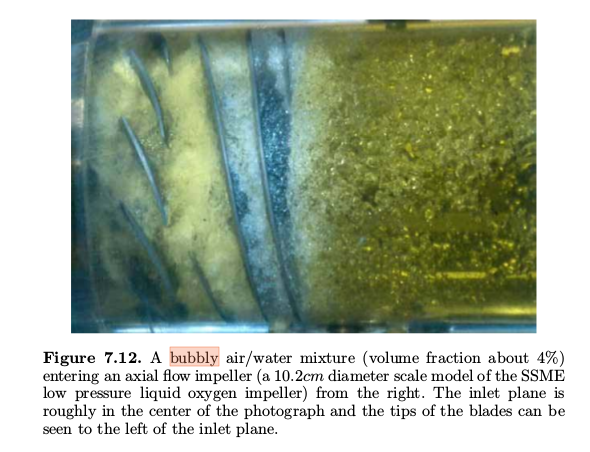 Figure 7.12. A bubbly air/water mixture (volume fraction about 4%)
entering an axial flow impeller (a 10.2cm diameter scale model of the SSME
low pressure liquid oxygen impeller) from the right. The inlet plane is
roughly in the center of the photograph and the tips of the blades can be
seen to the left of the inlet plane.